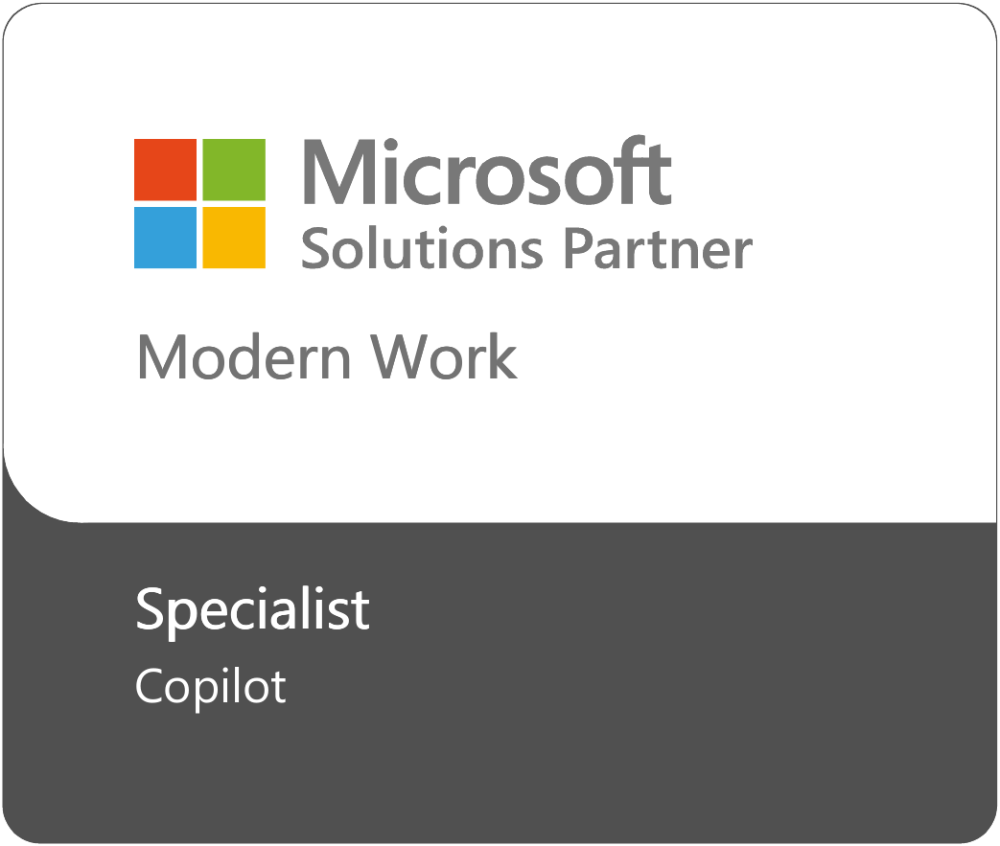 Microsoft
Solutions Partner
Modern Work
Specialist
Copilot